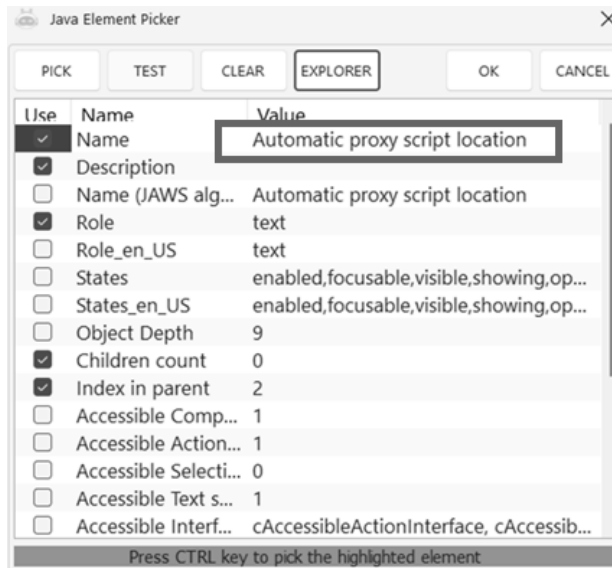 Java Element Picker
PICK TEST CLEAR EXPLORER OK CANCEL
Use Name Value
Name Automatic proxy script location
Description
Name (JAWS alg... Automatic proxy script location
Role text
Role_en_US text
States enabled,focusable,visible,showing,op...
States_en_US enabled,focusable,visible,showing,op...
Object Depth 9
Children count 0
Index in parent 2
Accessible Comp... 1
Accessible Action... 1
Accessible Selecti... 0
Accessible Text s... 1
Accessible Interf... cAccessibleActionInterface, cAccessib...
Press CTRL key to pick the highlighted element